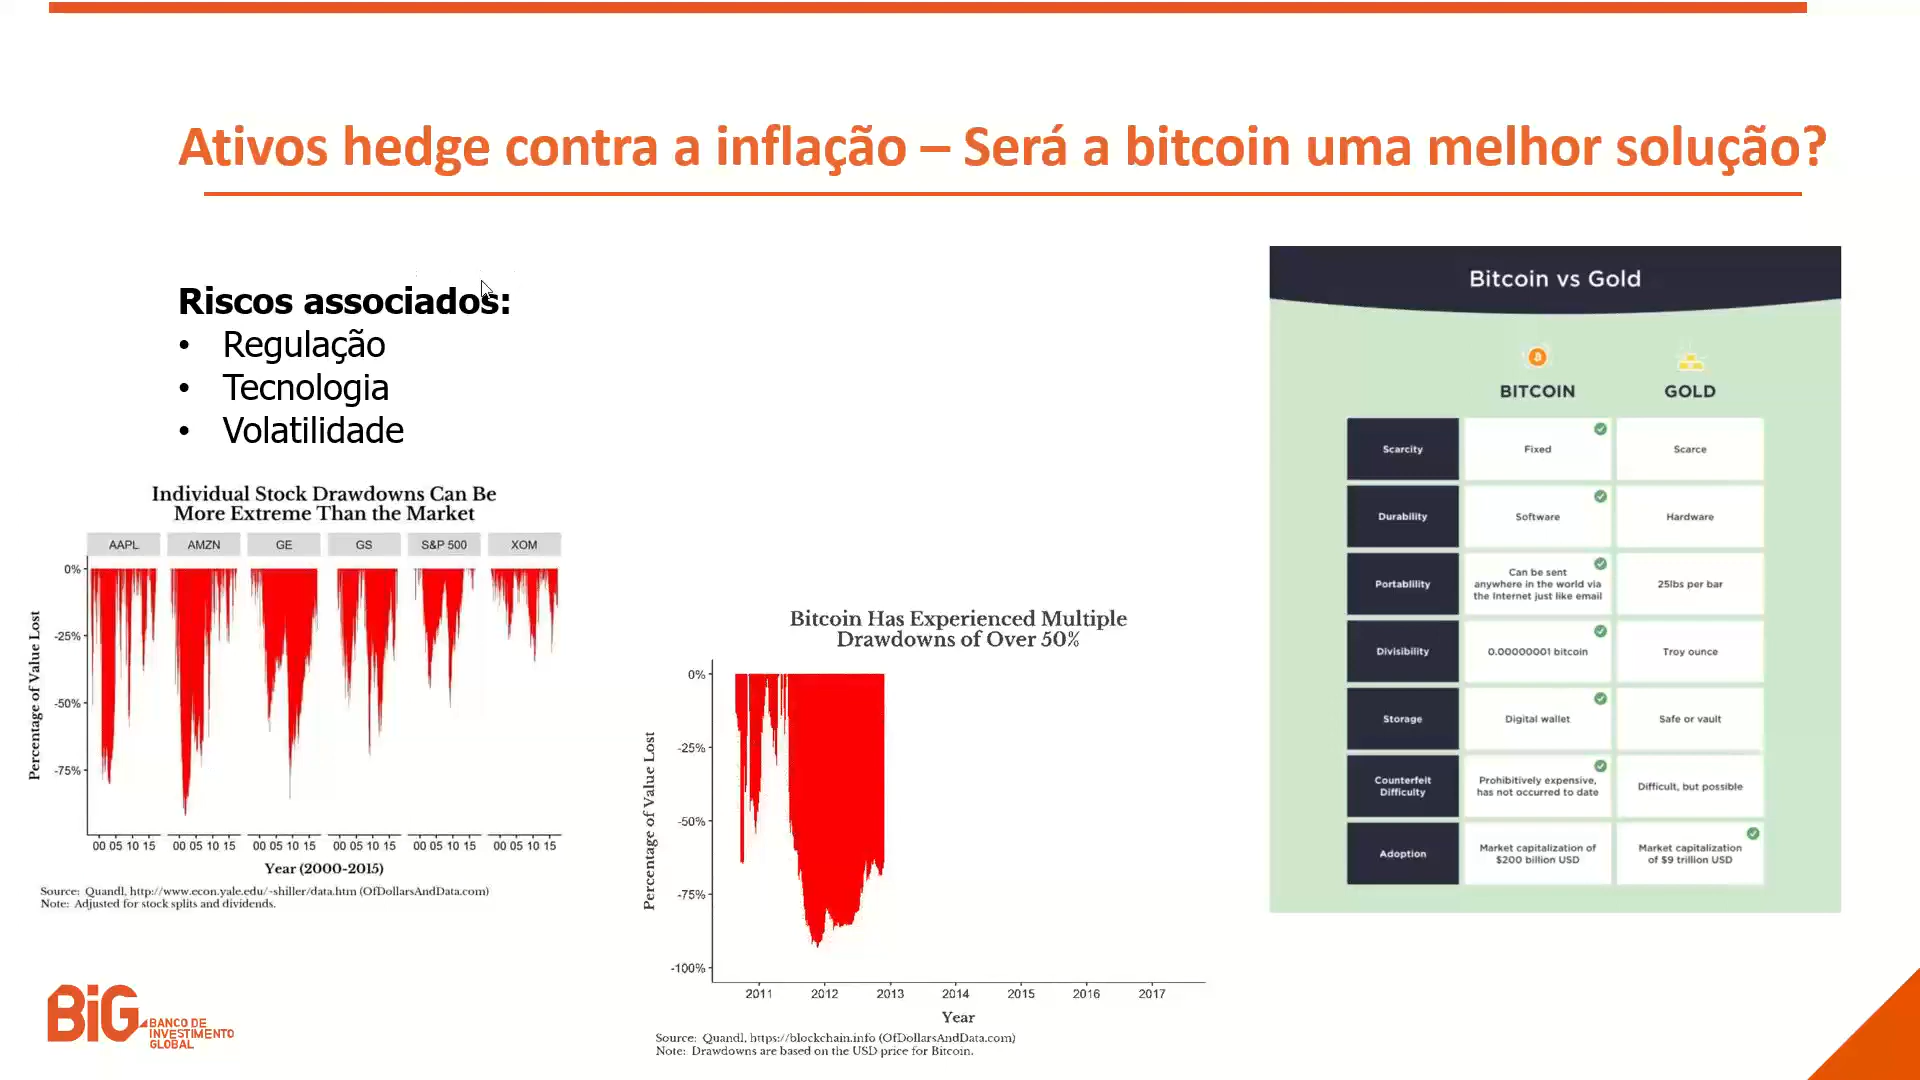 Ativos hedge contra a inflação – Será a bitcoin uma melhor solução?
Riscos associados:
• Regulação
• Tecnologia
• Volatilidade
Individual Stock Drawdowns Can Be
More Extreme Than the Market
AAPL AMZN GE GS S&P 500 XOM
0%
-25%
-50%
-75%
Percentage of Value Lost
00 05 10 15 00 05 10 15 00 05 10 15 00 05 10 15 00 05 10 15 00 05 10 15
Year (2000-2015)
Source: Quandl, http://www.econ.yale.edu/~shiller/data.htm (OfDollarsAndData.com)
Note: Adjusted for stock splits and dividends.
Bitcoin Has Experienced Multiple
Drawdowns of Over 50%
0%
-25%
-50%
-75%
-100%
Percentage of Value Lost
2011 2012 2013 2014 2015 2016 2017
Year
Source: Quandl, https://blockchain.info (OfDollarsAndData.com)
Note: Drawdowns are based on the USD price for Bitcoin.
Bitcoin vs Gold
BITCOIN GOLD
Scarcity Fixed Scarce
Durability Software Hardware
Portablility Can be sent
anywhere in the world via
the Internet just like email 25lbs per bar
Divisibility 0.00000001 bitcoin Troy ounce
Storage Digital wallet Safe or vault
Counterfeit
Difficulty Prohibitively expensive,
has not occurred to date Difficult, but possible
Adoption Market capitalization of
$200 billion USD Market capitalization
of $9 trillion USD
BiG
BANCO DE
INVESTIMENTO
GLOBAL